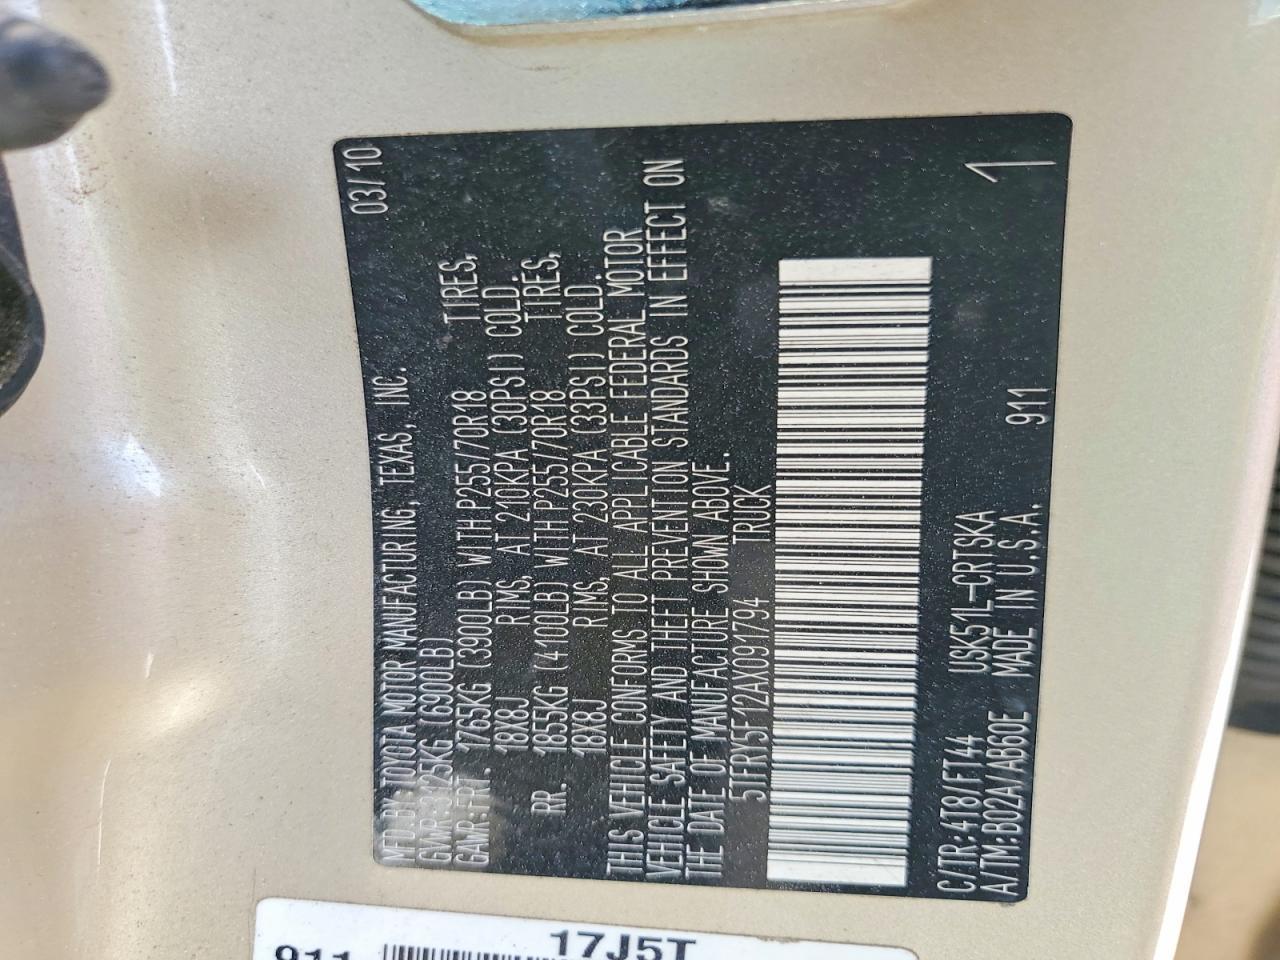 MFD. BY: TOYOTA MOTOR MANUFACTURING, TEXAS, INC. 03/10
GVWR: 3125KG (6900LB)
GAWR: FRT. 1765KG (3900LB) WITH P255/70R18 TIRES,
18X8J RIMS, AT 210KPA (30PSI) COLD.
RR. 1855KG (4100LB) WITH P255/70R18 TIRES,
18X8J RIMS, AT 230KPA (33PSI) COLD.
THIS VEHICLE CONFORMS TO ALL APPLICABLE FEDERAL MOTOR
VEHICLE SAFETY AND THEFT PREVENTION STANDARDS IN EFFECT ON
THE DATE OF MANUFACTURE SHOWN ABOVE.
5TFRY5F12AX091794 TRUCK
C/TR: 4T8/FT44 USK51L-CRTSKA
A/TM: B02A/AB60E MADE IN U.S.A. 911 1
911 17J5T